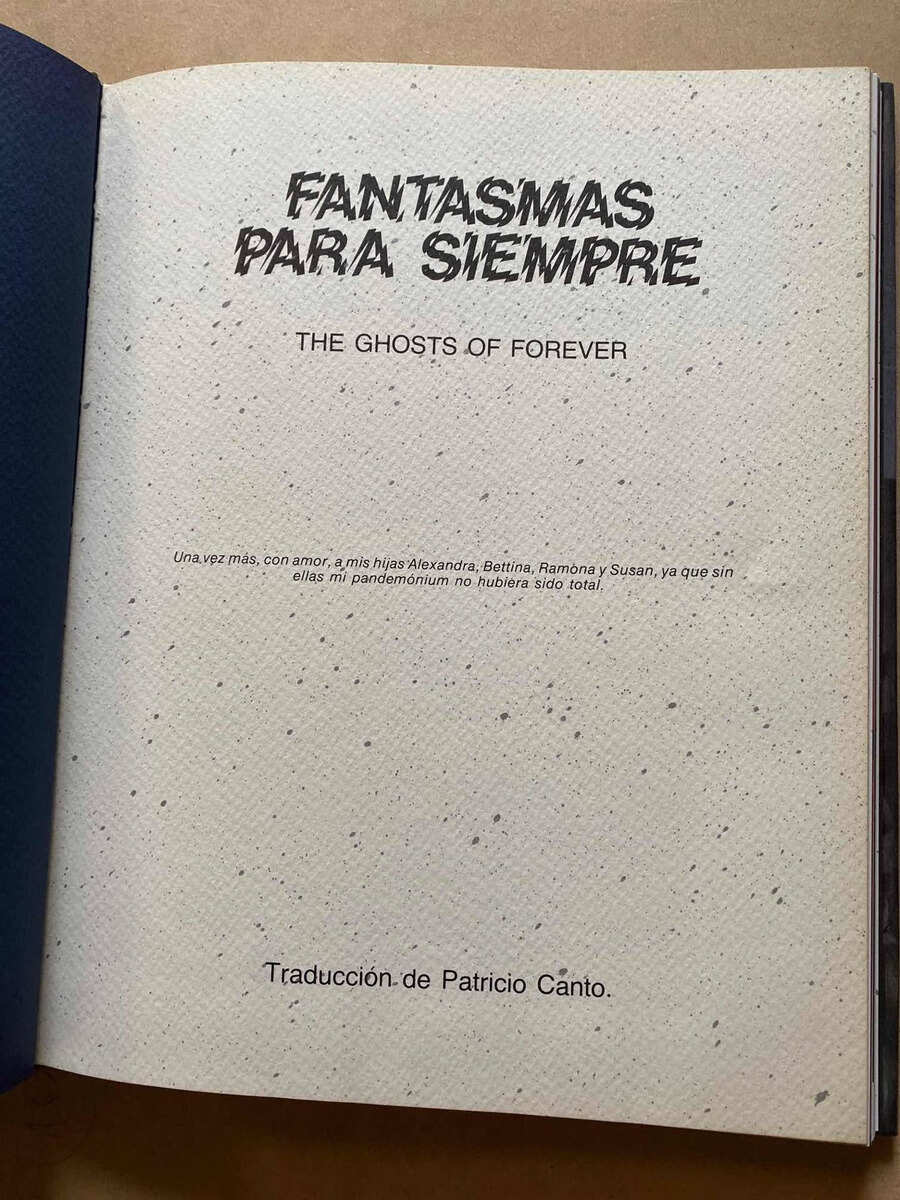 FANTASMAS
PARA SIEMPRE
THE GHOSTS OF FOREVER
Una vez más, con amor, a mis hijas Alexandra, Bettina, Ramona y Susan, ya que sin
ellas mi pandemónium no hubiera sido total.
Traducción de Patricio Canto.